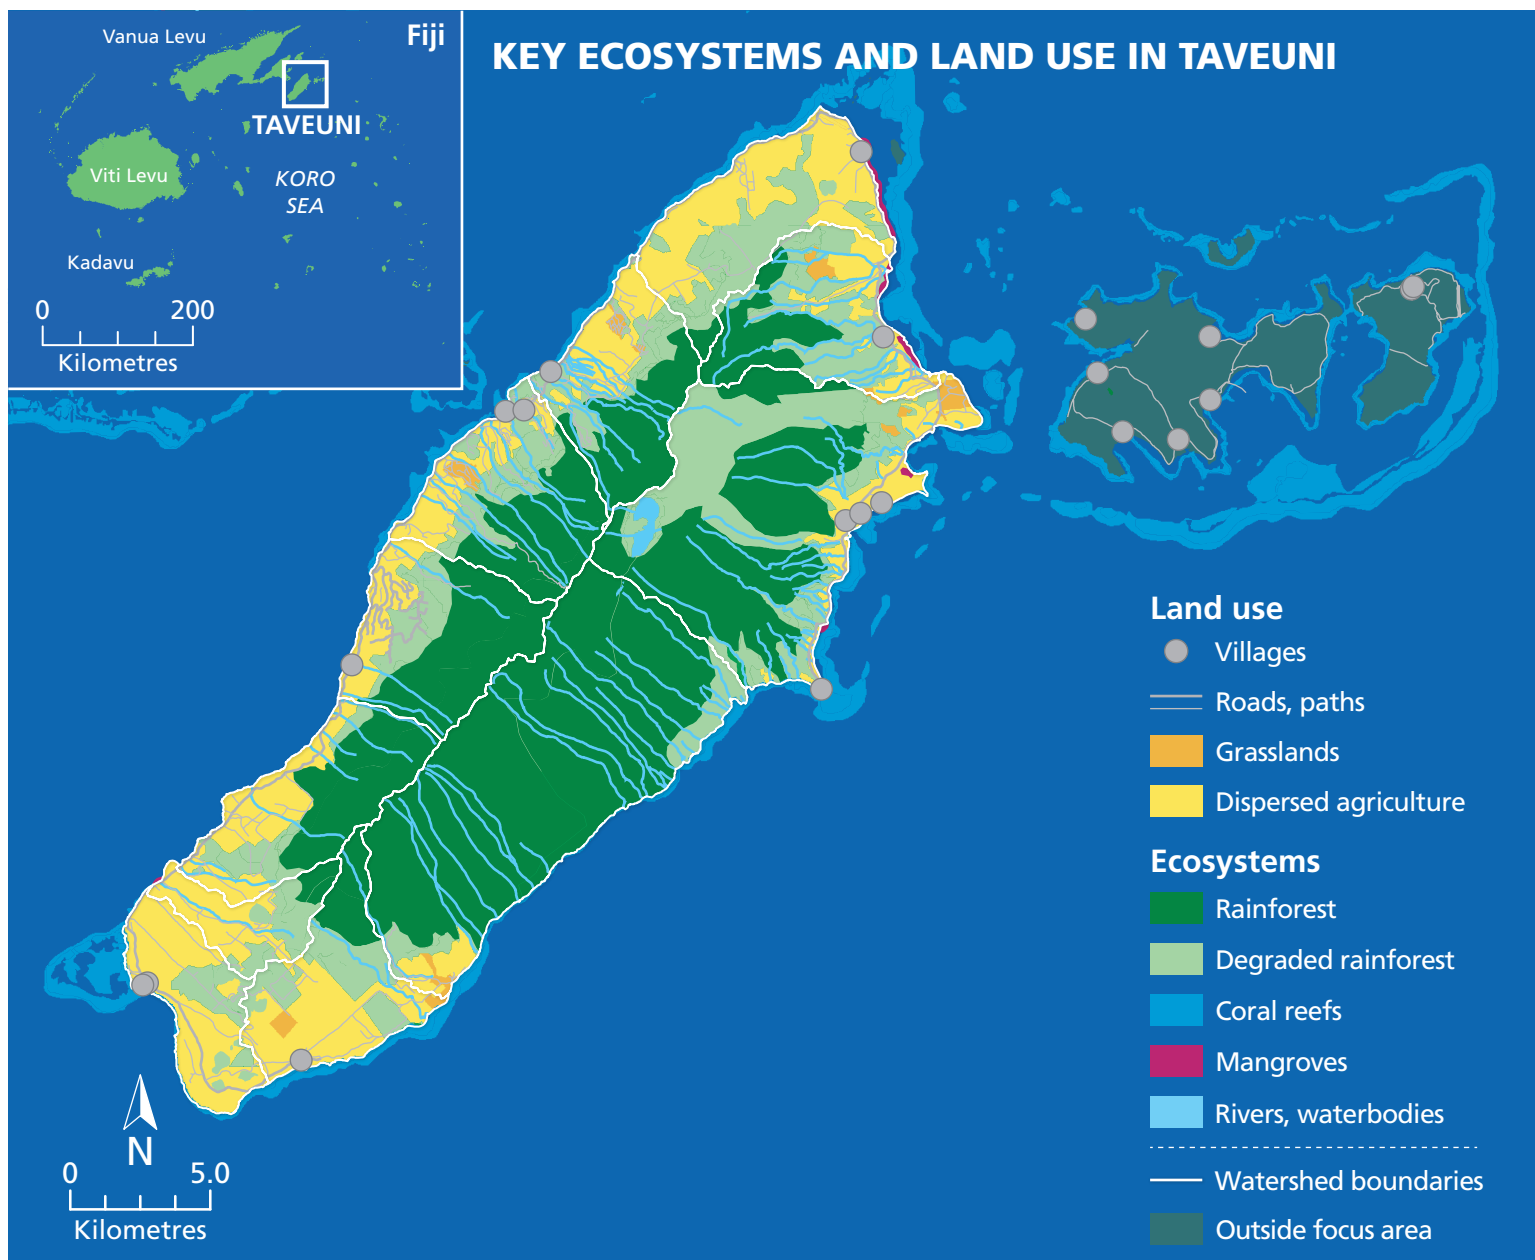 KEY ECOSYSTEMS AND LAND USE IN TAVEUNI
Fiji
Vanua Levu
TAVEUNI
Viti Levu
KORO
SEA
Kadavu
0 200
Kilometres
Land use
Villages
Roads, paths
Grasslands
Dispersed agriculture
Ecosystems
Rainforest
Degraded rainforest
Coral reefs
Mangroves
Rivers, waterbodies
Watershed boundaries
Outside focus area
N
0 5.0
Kilometres